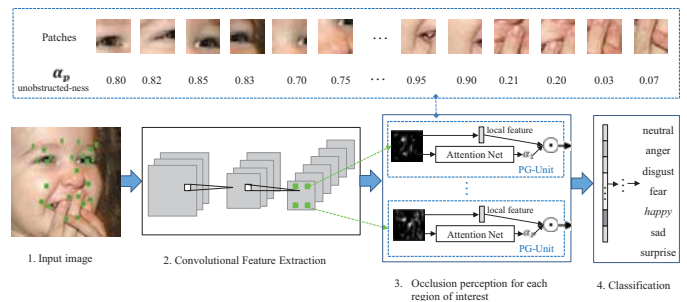 Patches
...
αp
unobstructed-ness
0.80 0.82 0.85 0.83 0.70 0.75 ... 0.95 0.90 0.21 0.20 0.03 0.07
local feature
Attention Net
α1
PG-Unit
local feature
Attention Net
αp
PG-Unit
neutral
anger
disgust
fear
happy
sad
surprise
1. Input image
2. Convolutional Feature Extraction
3. Occlusion perception for each
region of interest
4. Classification